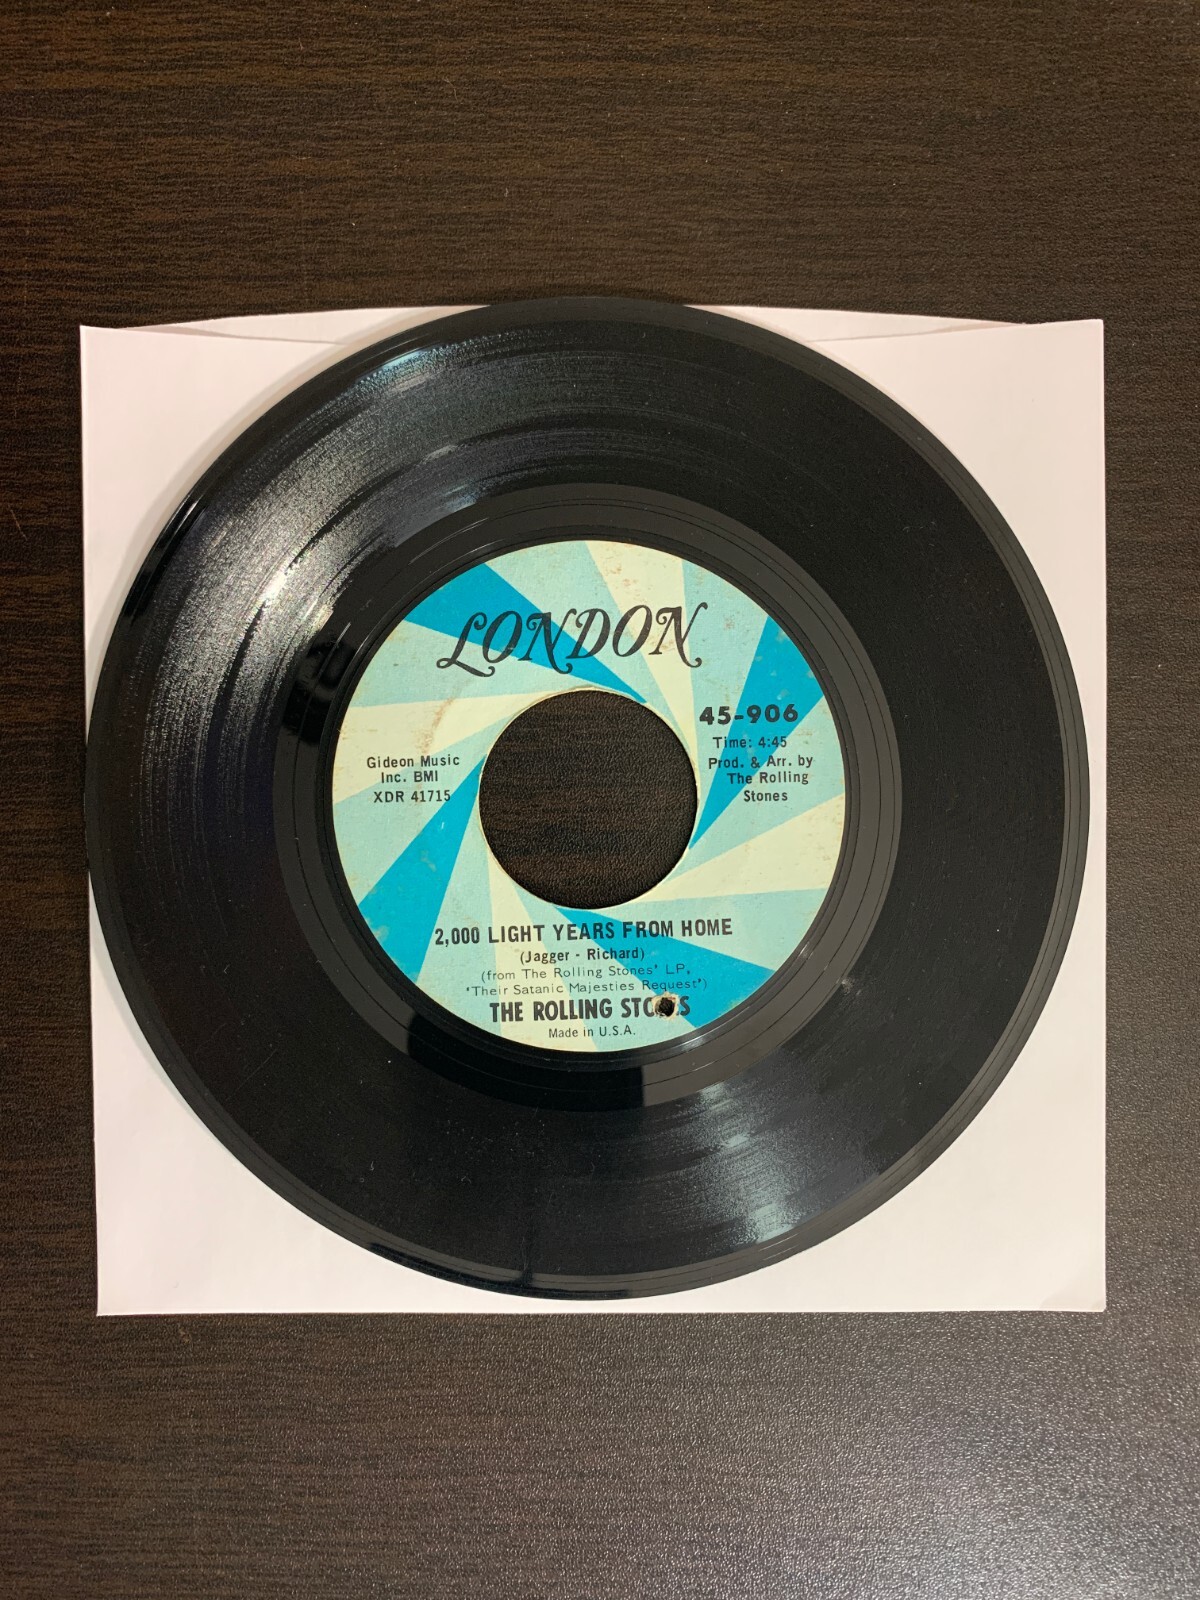 LONDON
45-906
Time: 4:45
Prod. & Arr. by
The Rolling
Stones
Gideon Music
Inc. BMI
XDR 41715
2,000 LIGHT YEARS FROM HOME
(Jagger - Richard)
(from The Rolling Stones' LP,
'Their Satanic Majesties Request')
THE ROLLING STONES
Made in U.S.A.